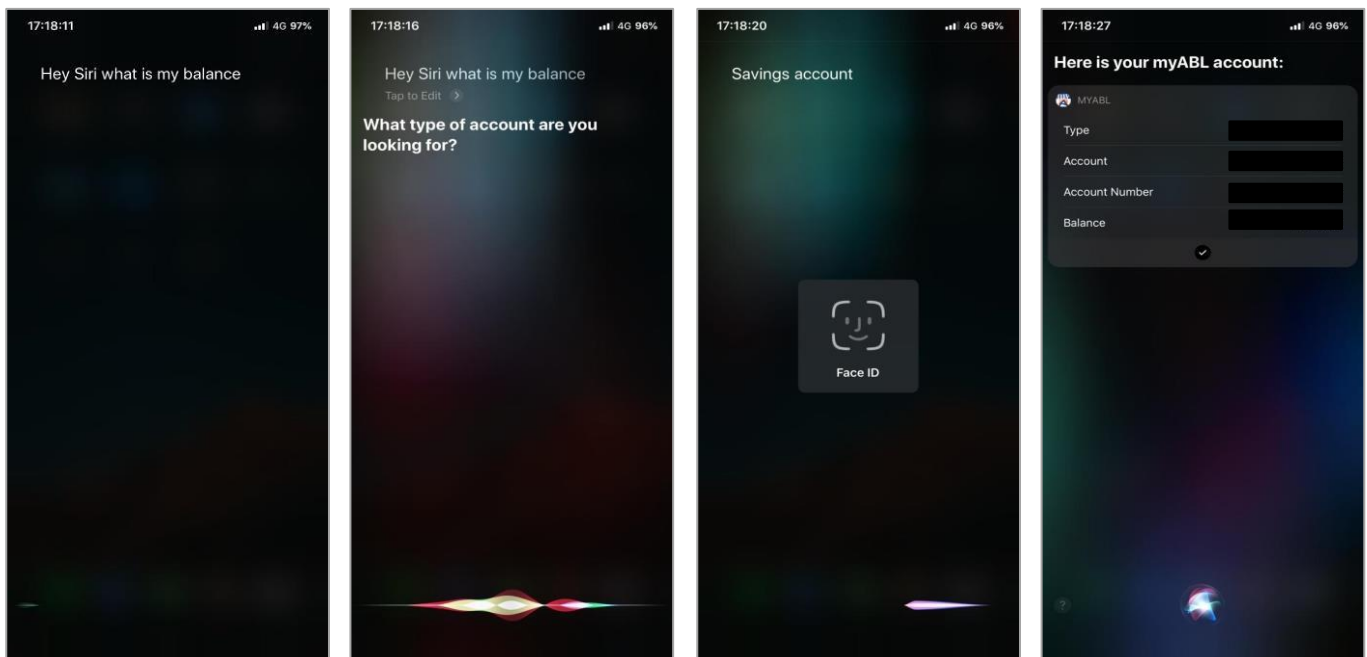 17:18:11 4G 97%
Hey Siri what is my balance
17:18:16 4G 96%
Hey Siri what is my balance
Tap to Edit
What type of account are you
looking for?
17:18:20 4G 96%
Savings account
Face ID
17:18:27 4G 96%
Here is your myABL account:
MYABL
Type
Account
Account Number
Balance
?